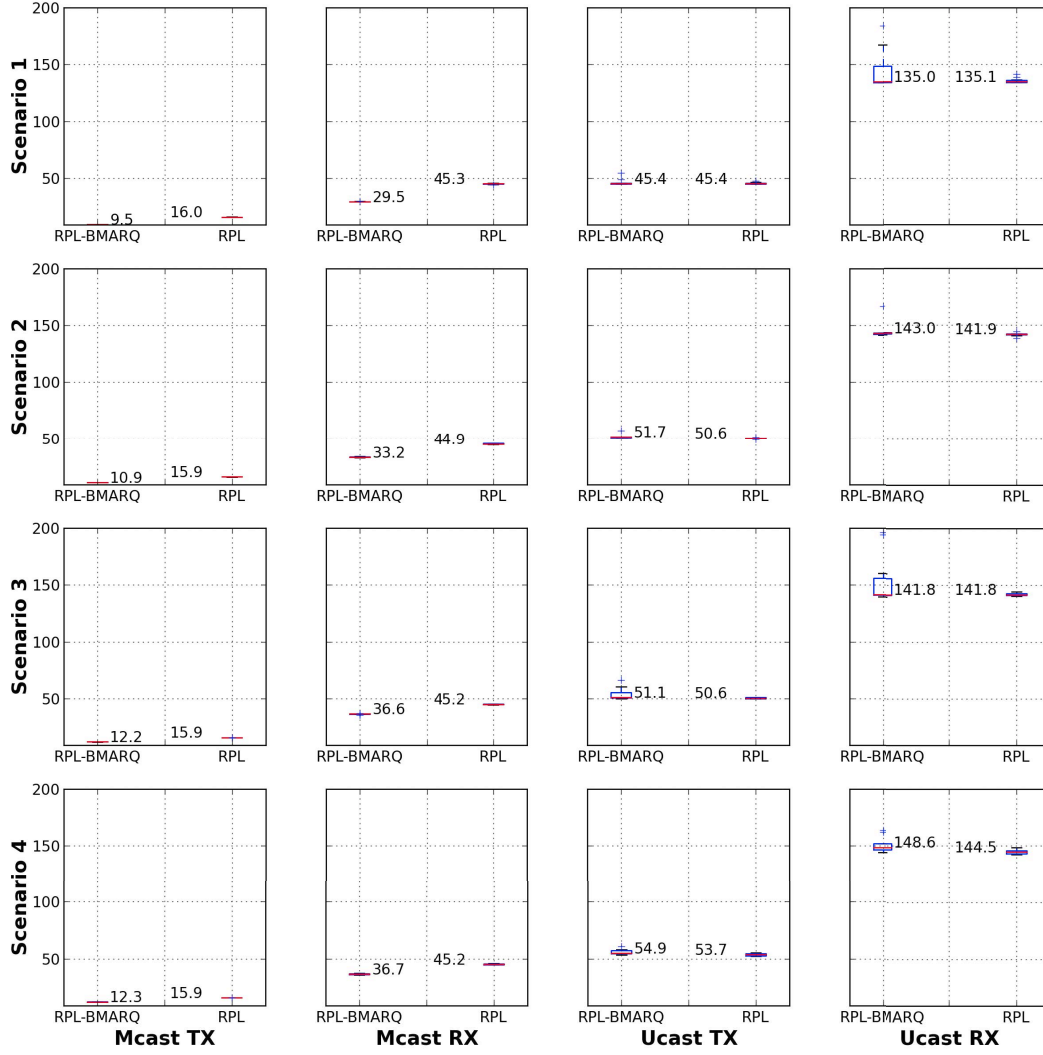 200
150
100
50
Scenario 1
9.5
16.0
RPL-BMARQ
RPL
29.5
45.3
RPL-BMARQ
RPL
45.4
45.4
RPL-BMARQ
RPL
135.0
135.1
RPL-BMARQ
RPL
200
150
100
50
Scenario 2
10.9
15.9
RPL-BMARQ
RPL
33.2
44.9
RPL-BMARQ
RPL
51.7
50.6
RPL-BMARQ
RPL
143.0
141.9
RPL-BMARQ
RPL
200
150
100
50
Scenario 3
12.2
15.9
RPL-BMARQ
RPL
36.6
45.2
RPL-BMARQ
RPL
51.1
50.6
RPL-BMARQ
RPL
141.8
141.8
RPL-BMARQ
RPL
200
150
100
50
Scenario 4
12.3
15.9
RPL-BMARQ
RPL
36.7
45.2
RPL-BMARQ
RPL
54.9
53.7
RPL-BMARQ
RPL
148.6
144.5
RPL-BMARQ
RPL
Mcast TX
Mcast RX
Ucast TX
Ucast RX